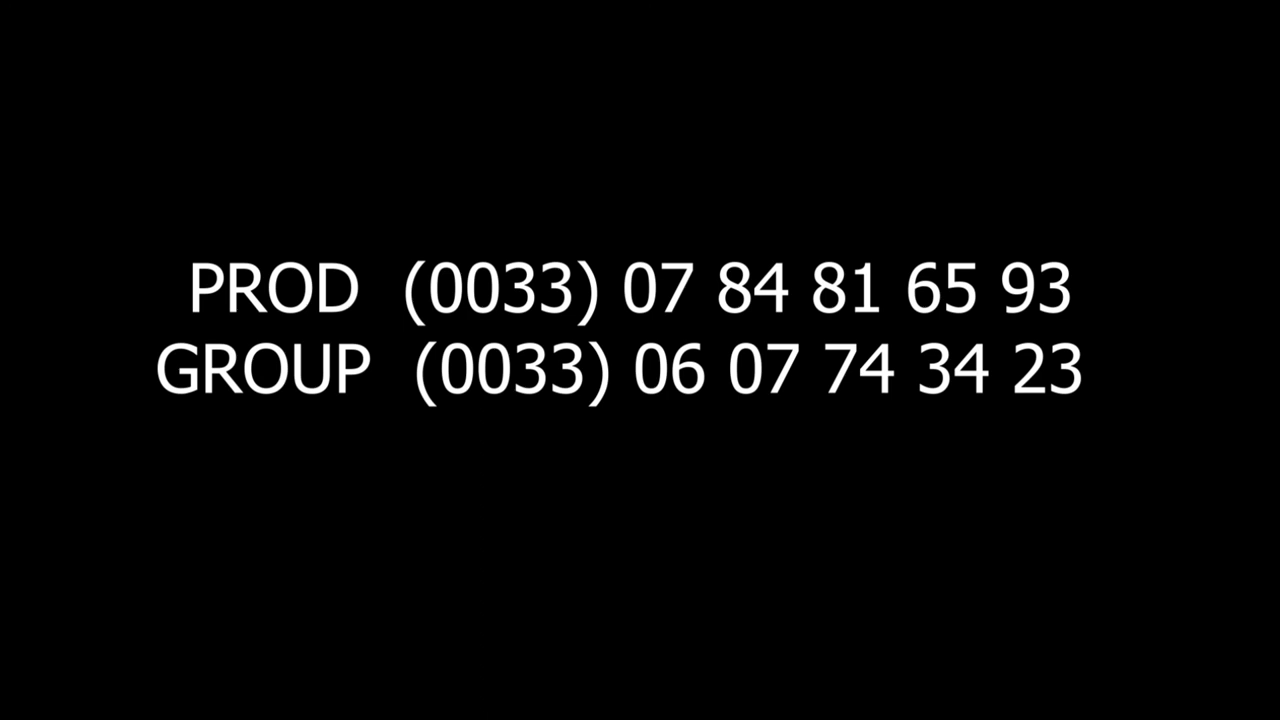 PROD (0033) 07 84 81 65 93
GROUP (0033) 06 07 74 34 23